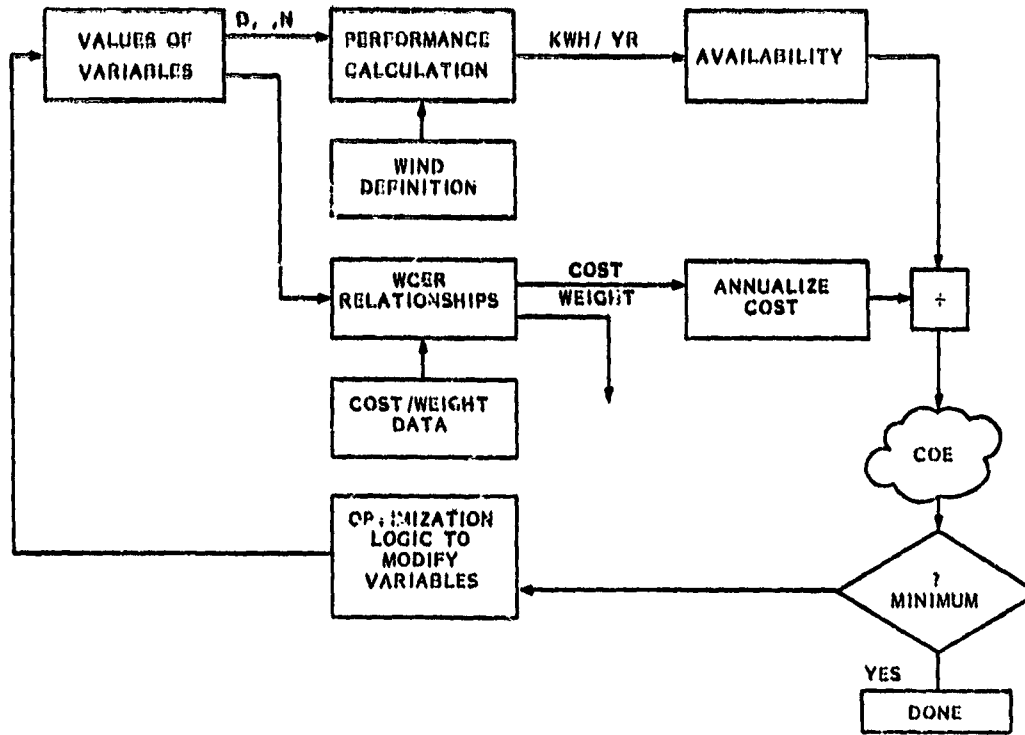 VALUES OF
VARIABLES
D, ,N
PERFORMANCE
CALCULATION
KWH/ YR
AVAILABILITY
WIND
DEFINITION
WCER
RELATIONSHIPS
COST
WEIGHT
ANNUALIZE
COST
÷
COST/WEIGHT
DATA
COE
OPTIMIZATION
LOGIC TO
MODIFY
VARIABLES
?
MINIMUM
YES
DONE